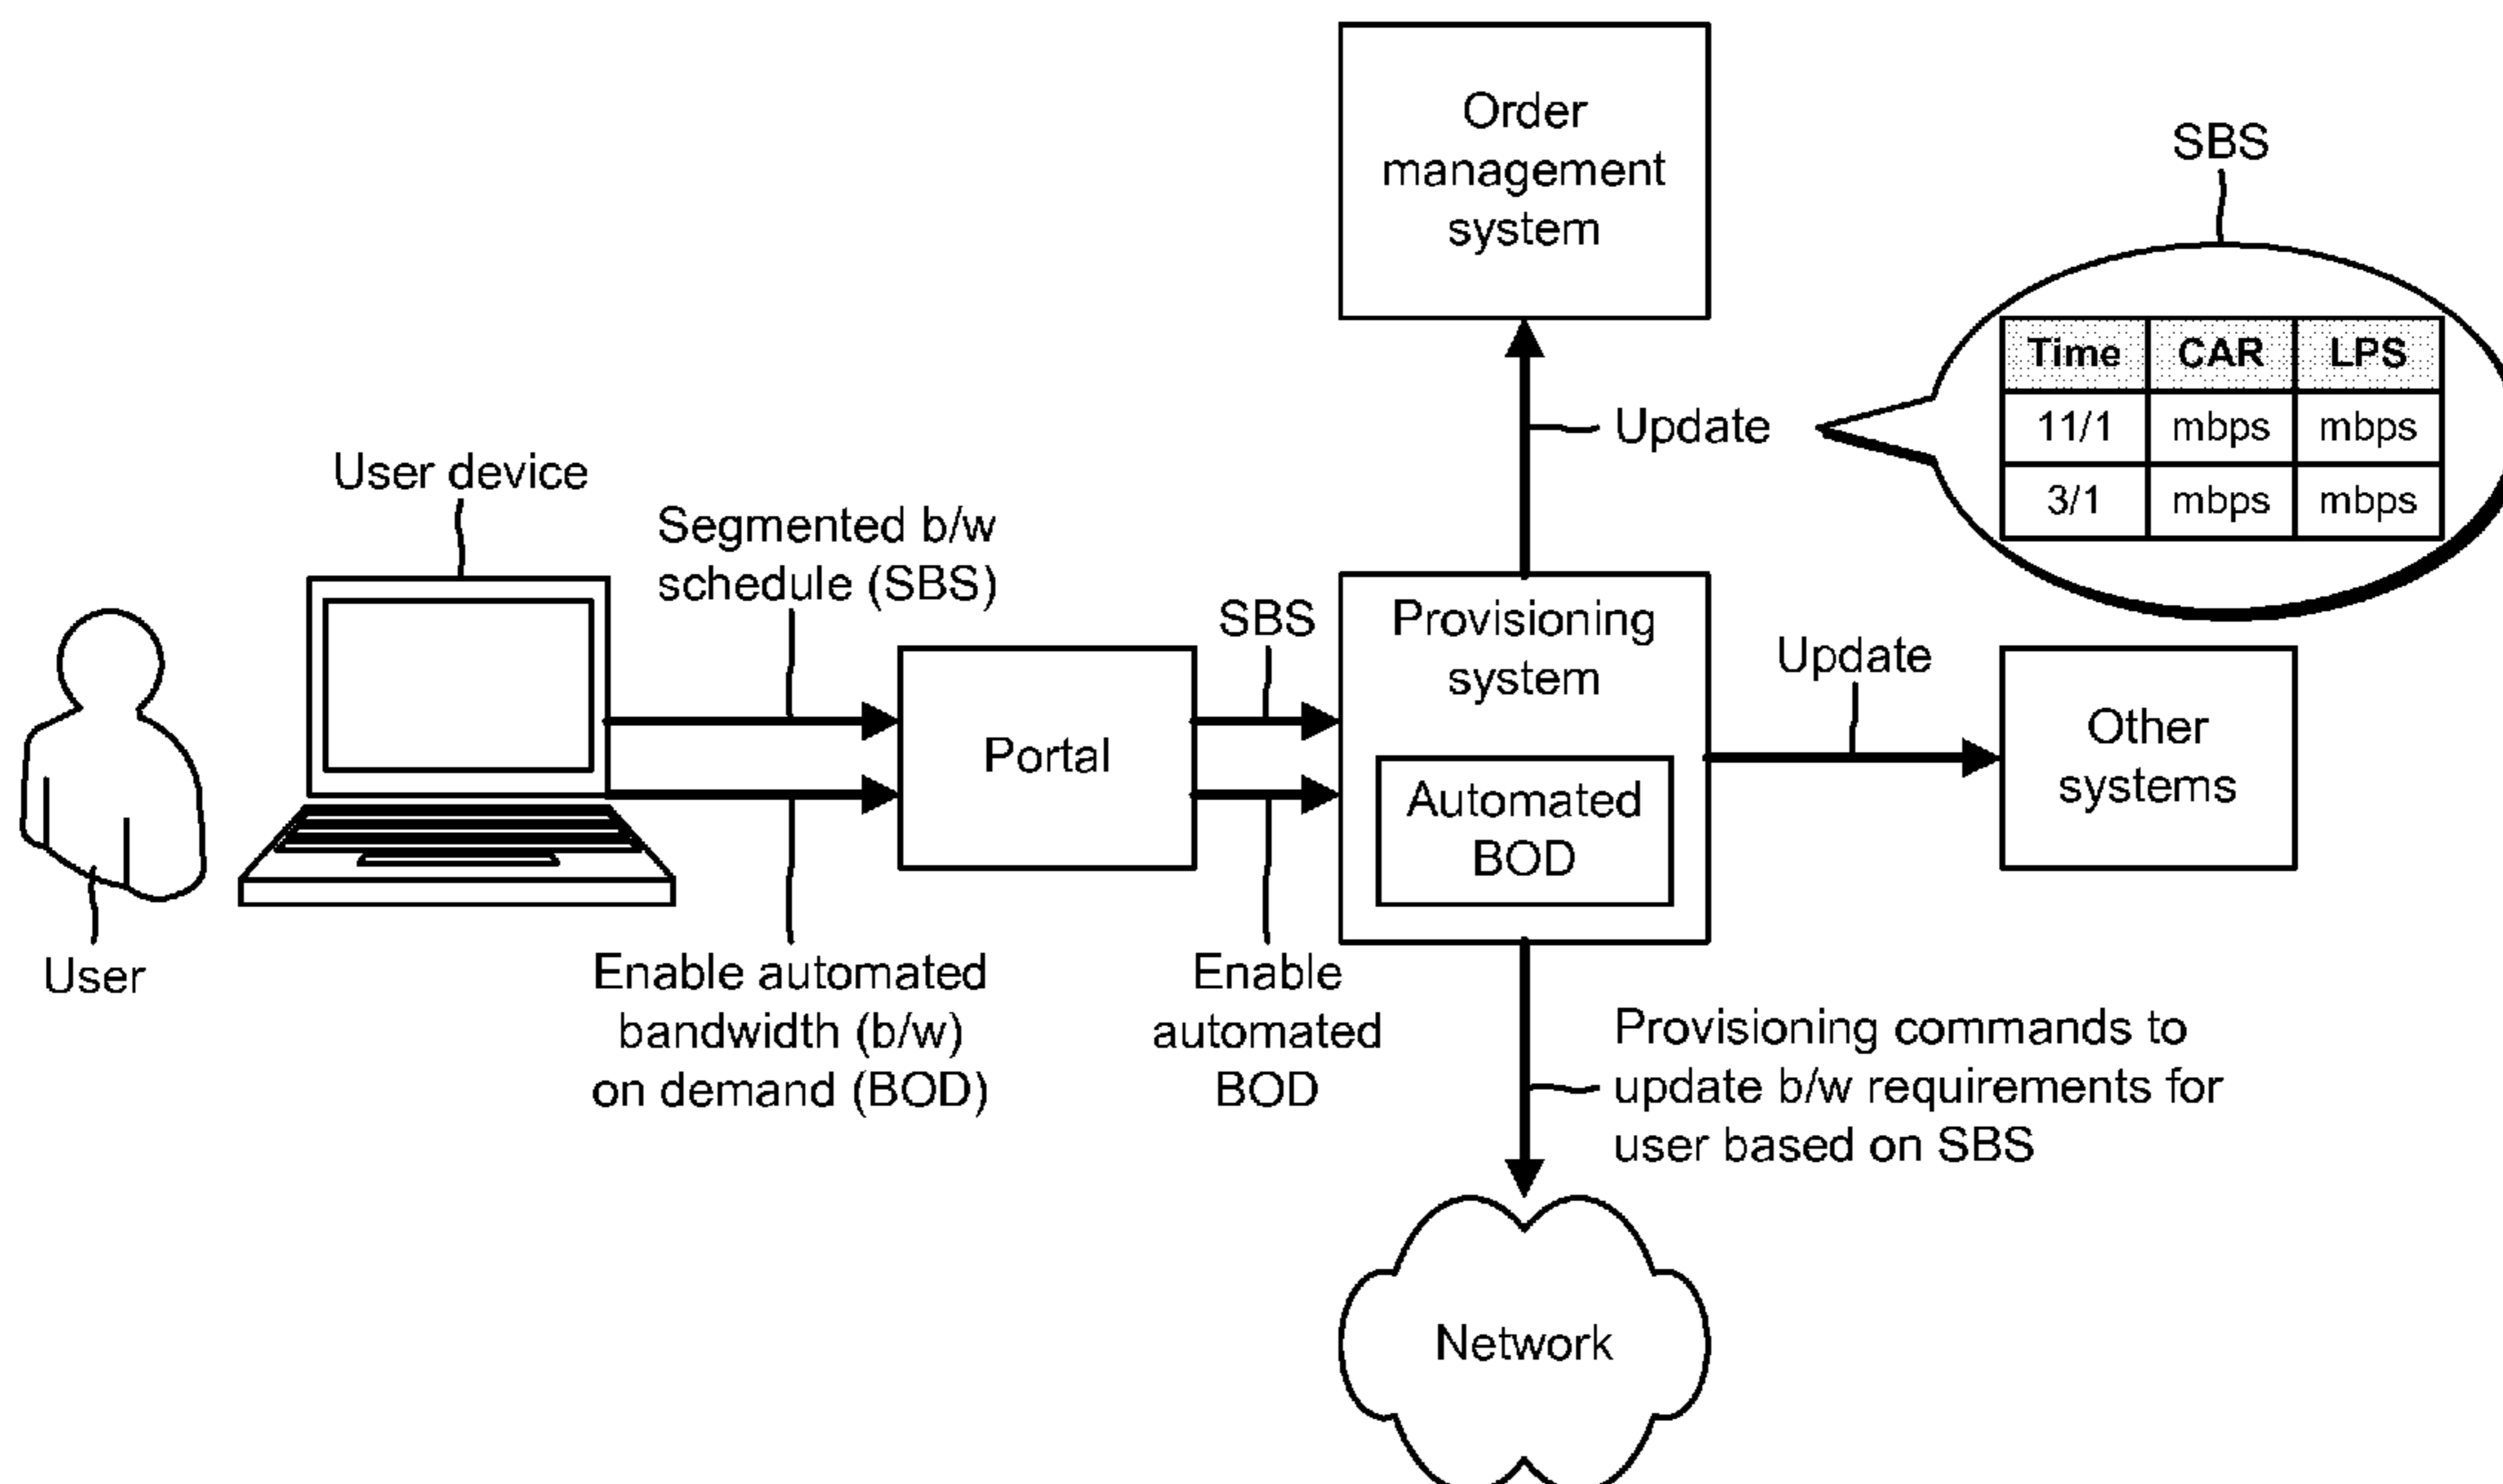 Order
management
system
SBS
Time CAR LPS
11/1 mbps mbps
3/1 mbps mbps
Update
User device
Segmented b/w
schedule (SBS)
SBS
Provisioning
system
Update
Portal
Automated
BOD
Other
systems
User
Enable automated
bandwidth (b/w)
on demand (BOD)
Enable
automated
BOD
Provisioning commands to
update b/w requirements for
user based on SBS
Network